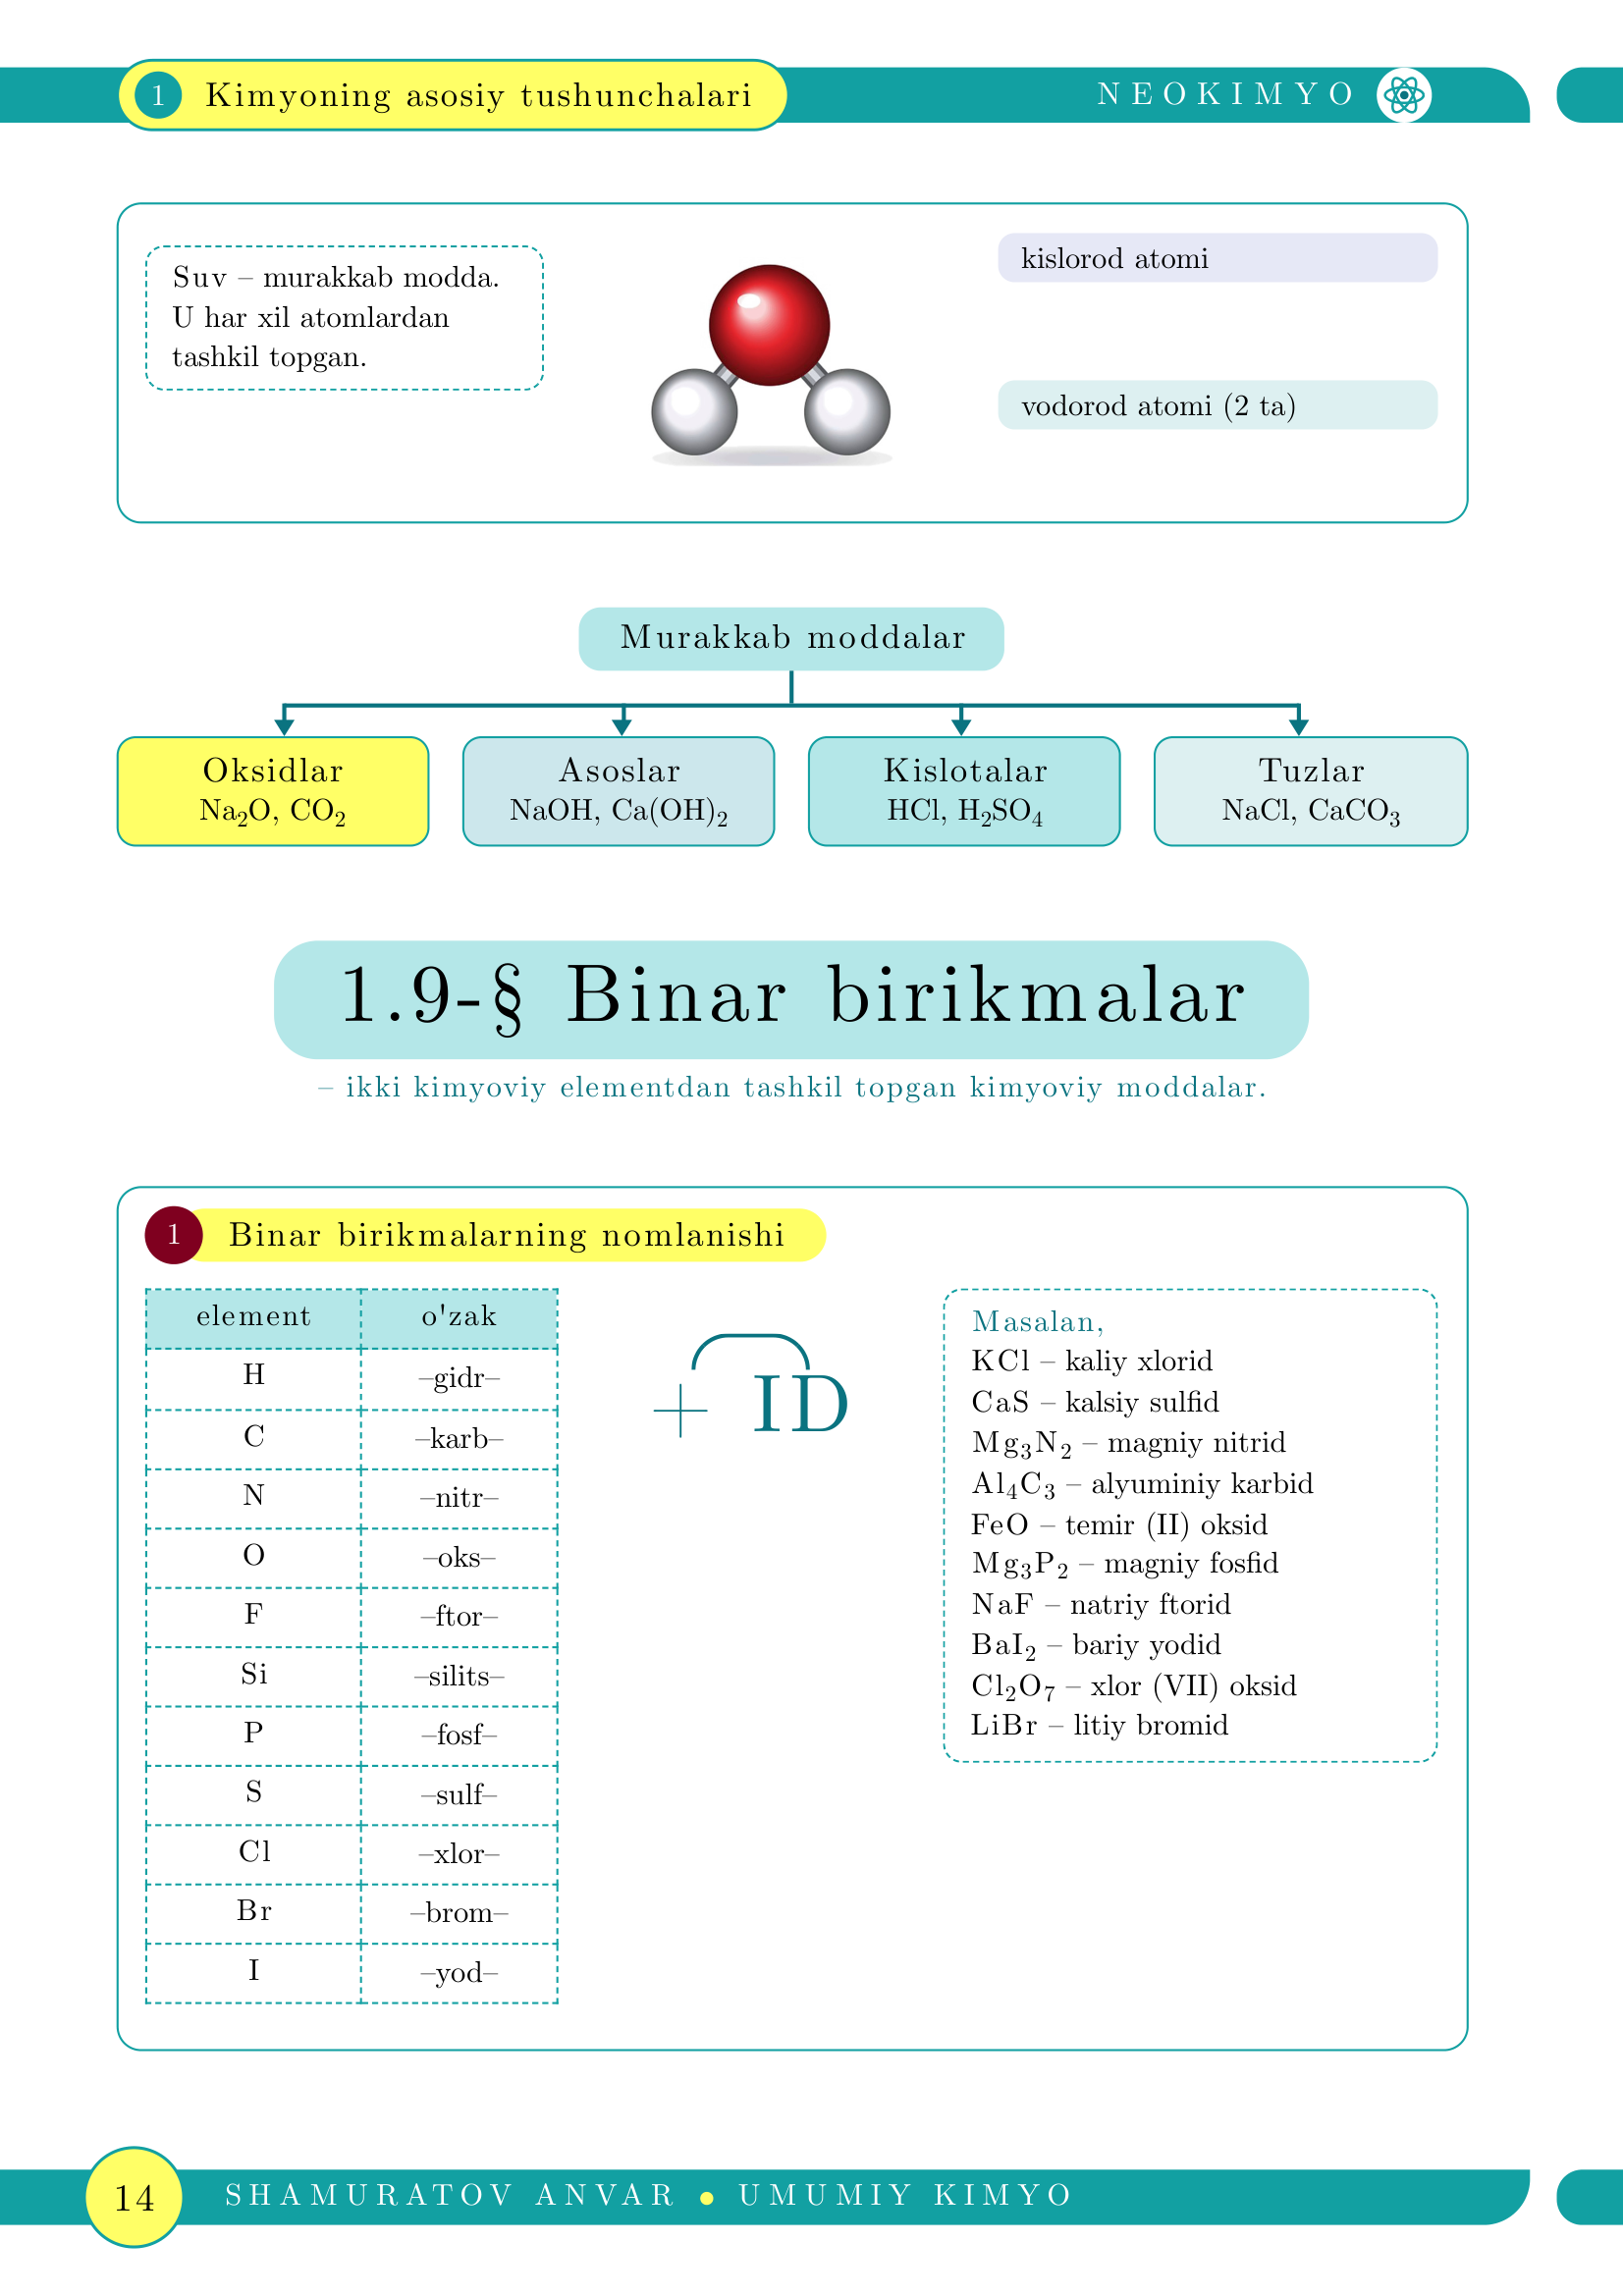 1 Kimyoning asosiy tushunchalari
NEOKIMYO
Suv – murakkab modda.
U har xil atomlardan
tashkil topgan.
kislorod atomi
vodorod atomi (2 ta)
Murakkab moddalar
Oksidlar
Na₂O, CO₂
Asoslar
NaOH, Ca(OH)₂
Kislotalar
HCl, H₂SO₄
Tuzlar
NaCl, CaCO₃
1.9-§ Binar birikmalar
– ikki kimyoviy elementdan tashkil topgan kimyoviy moddalar.
1 Binar birikmalarning nomlanishi
element o'zak
H –gidr–
C –karb–
N –nitr–
O –oks–
F –ftor–
Si –silits–
P –fosf–
S –sulf–
Cl –xlor–
Br –brom–
I –yod–
+ ID
Masalan,
KCl – kaliy xlorid
CaS – kalsiy sulfid
Mg₃N₂ – magniy nitrid
Al₄C₃ – alyuminiy karbid
FeO – temir (II) oksid
Mg₃P₂ – magniy fosfid
NaF – natriy ftorid
BaI₂ – bariy yodid
Cl₂O₇ – xlor (VII) oksid
LiBr – litiy bromid
14 SHAMURATOV ANVAR • UMUMIY KIMYO